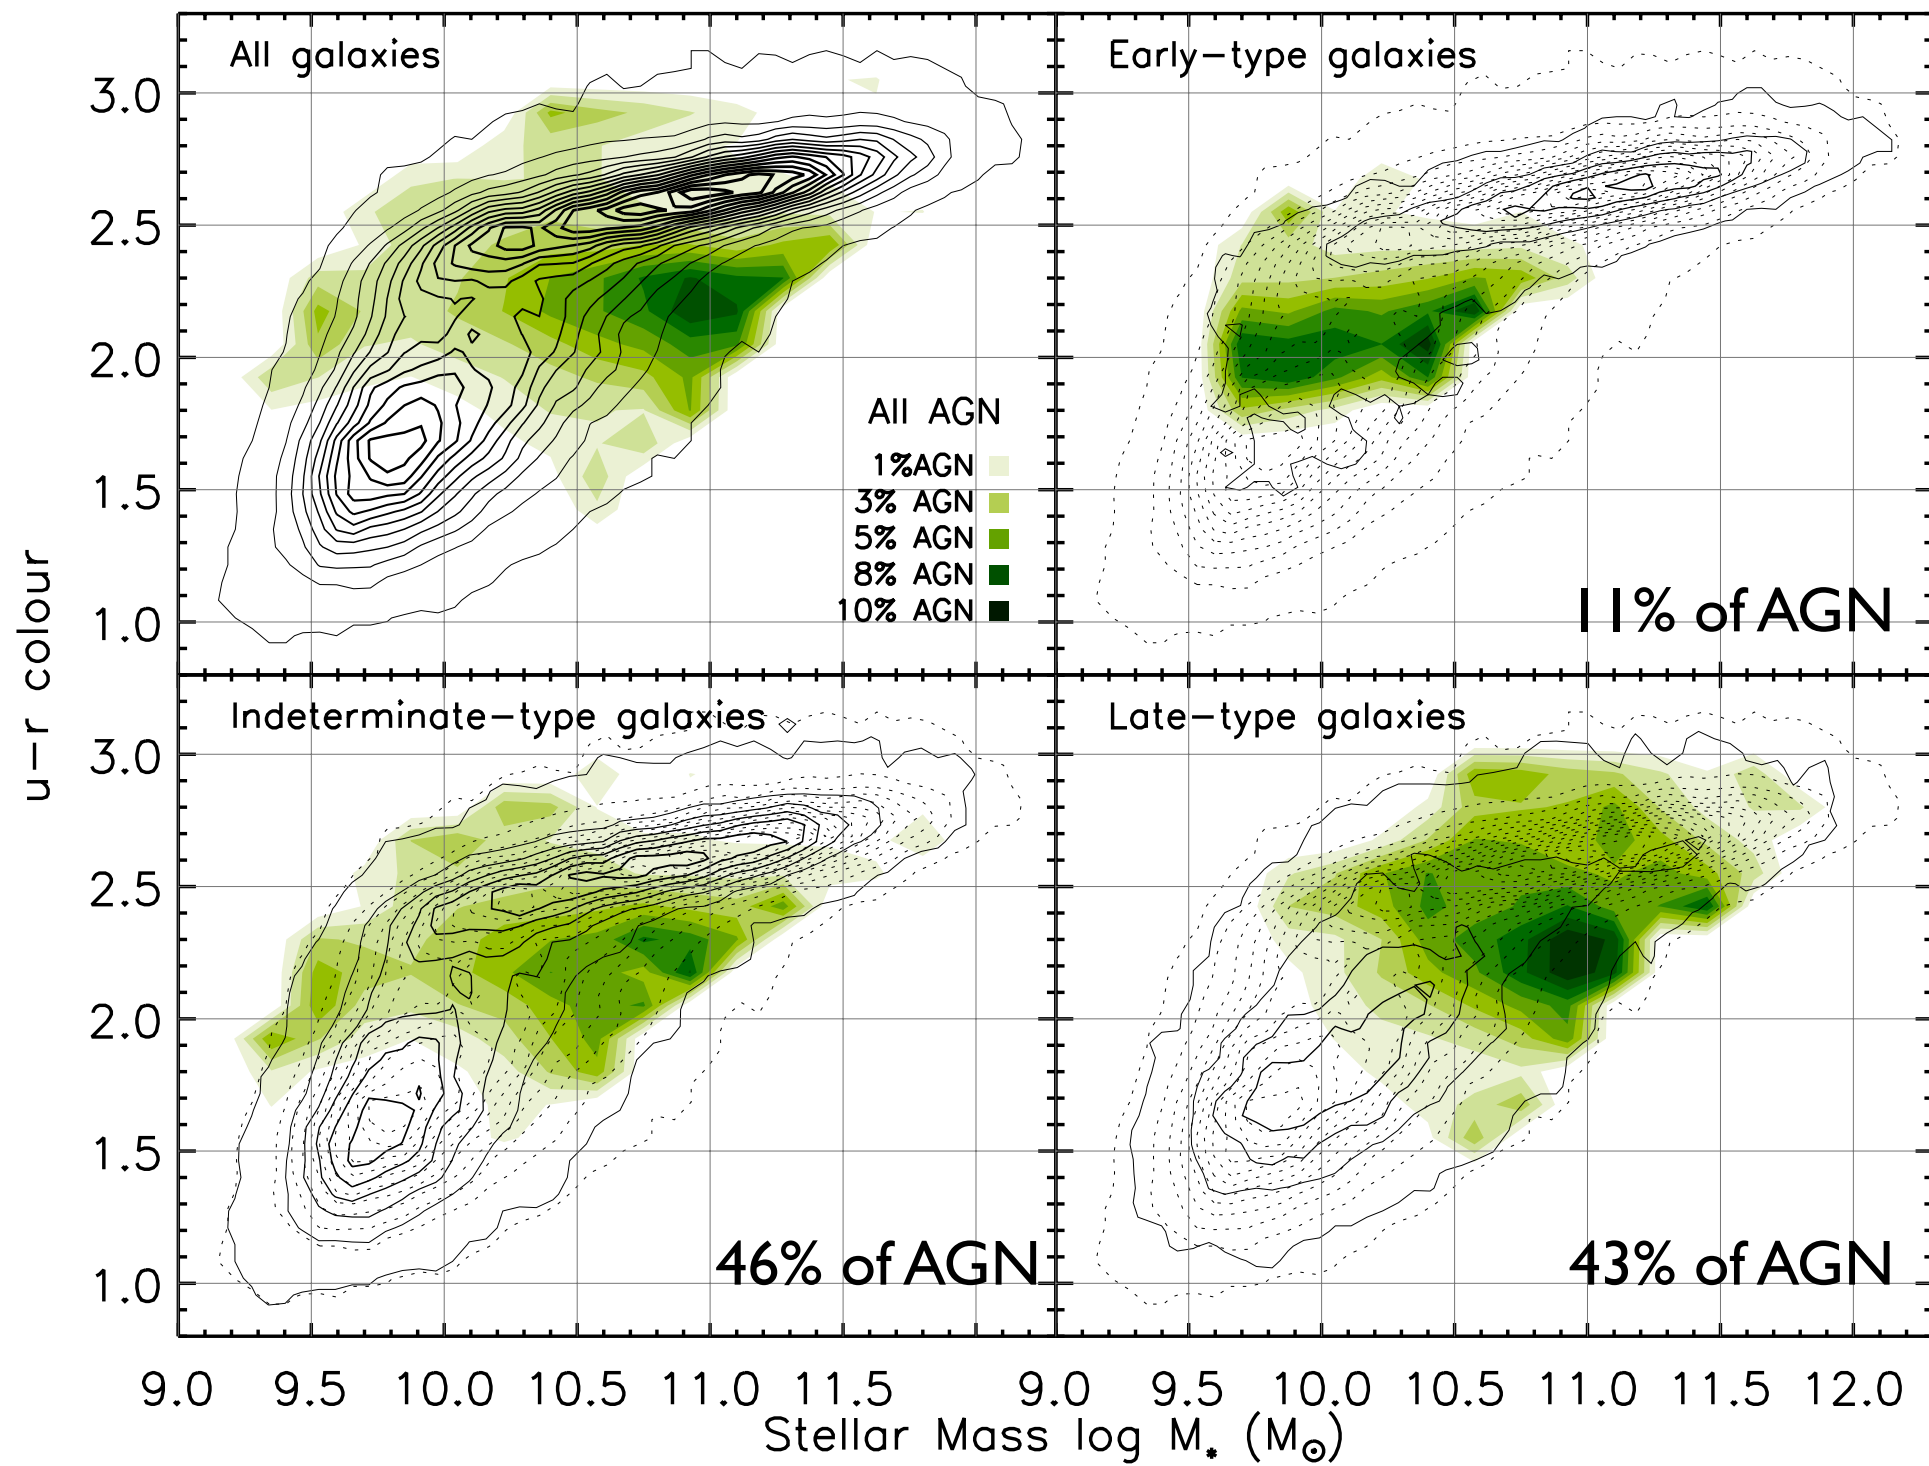 All galaxies
Early-type galaxies
3.0
2.5
2.0
1.5
1.0
All AGN
1%AGN
3% AGN
5% AGN
8% AGN
10% AGN
11% of AGN
u-r colour
Indeterminate-type galaxies
Late-type galaxies
3.0
2.5
2.0
1.5
1.0
46% of AGN
43% of AGN
9.0 9.5 10.0 10.5 11.0 11.5 9.0 9.5 10.0 10.5 11.0 11.5 12.0
Stellar Mass log M* (M⊙)